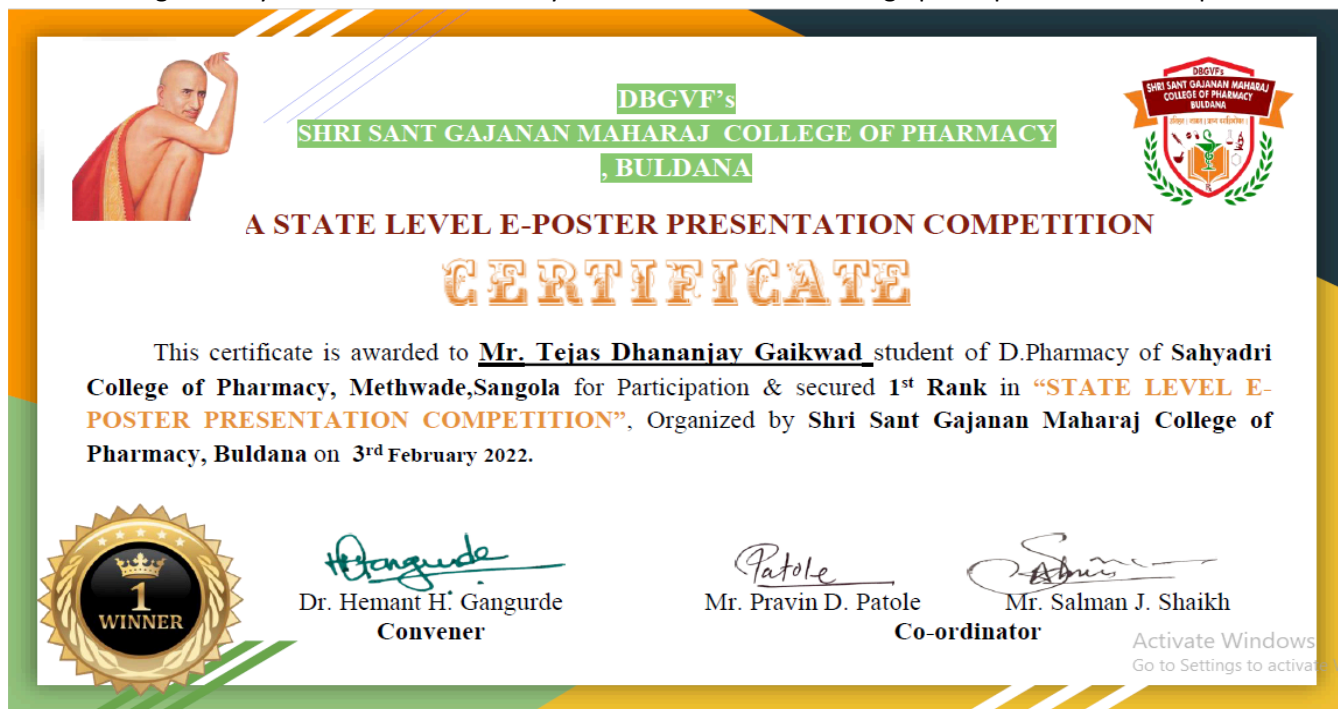 DBGVF's
SHRI SANT GAJANAN MAHARAJ COLLEGE OF PHARMACY
, BULDANA
DBGVFs
SHRI SANT GAJANAN MAHARAJ
COLLEGE OF PHARMACY
BULDANA
A STATE LEVEL E-POSTER PRESENTATION COMPETITION
CERTIFICATE
This certificate is awarded to Mr. Tejas Dhananjay Gaikwad student of D.Pharmacy of Sahyadri
College of Pharmacy, Methwade,Sangola for Participation & secured 1st Rank in “STATE LEVEL E-
POSTER PRESENTATION COMPETITION”, Organized by Shri Sant Gajanan Maharaj College of
Pharmacy, Buldana on 3rd February 2022.
1
WINNER
Patole
Dr. Hemant H. Gangurde
Mr. Pravin D. Patole
Mr. Salman J. Shaikh
Convener
Co-ordinator
Activate Windows
Go to Settings to activate